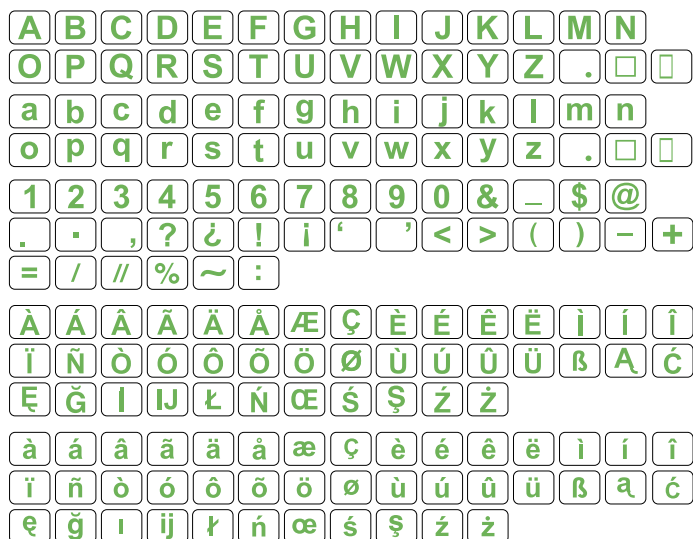 A B C D E F G H I J K L M N
O P Q R S T U V W X Y Z . □ ▯
a b c d e f g h i j k l m n
o p q r s t u v w x y z . □ ▯
1 2 3 4 5 6 7 8 9 0 & _ $ @
. · , ? ¿ ! ¡ ‘ ’ < > ( ) − +
= / // % ~ :
À Á Â Ã Ä Å Æ Ç È É Ê Ë Ì Í Î
Ï Ñ Ò Ó Ô Õ Ö Ø Ù Ú Û Ü ß Ą Ć
Ę Ğ İ IJ Ł Ń Œ Ś Ş Ź Ż
à á â ã ä å æ ç è é ê ë ì í î
ï ñ ò ó ô õ ö ø ù ú û ü ß ą ć
ę ğ ı ij ł ń œ ś ş ź ż